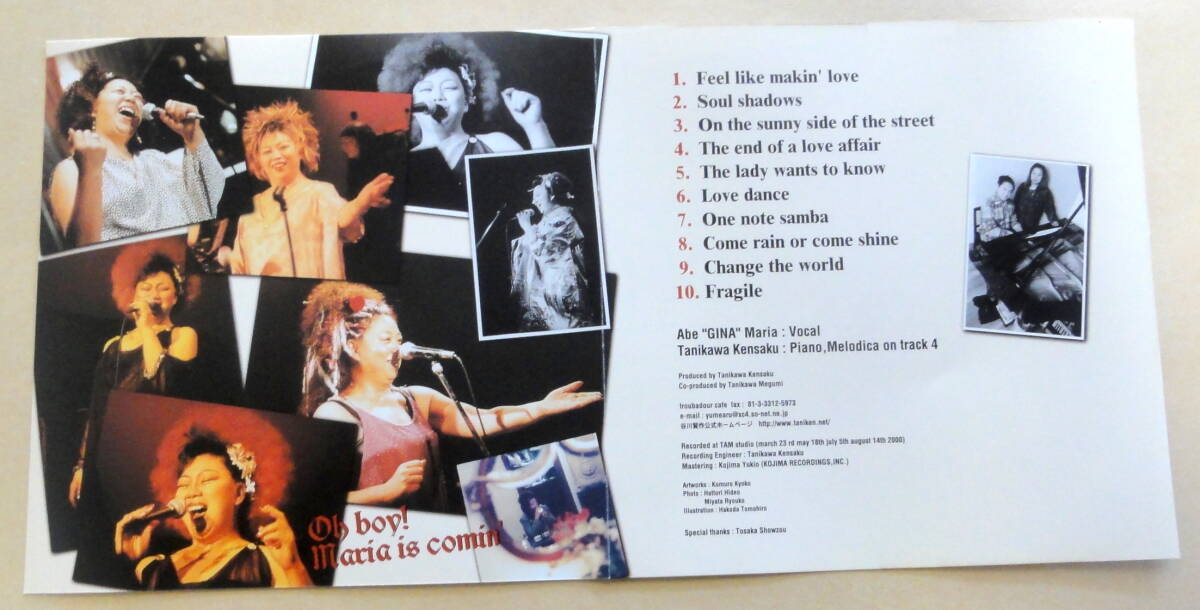 Oh boy!
Maria is comin'
1. Feel like makin' love
2. Soul shadows
3. On the sunny side of the street
4. The end of a love affair
5. The lady wants to know
6. Love dance
7. One note samba
8. Come rain or come shine
9. Change the world
10. Fragile
Abe "GINA" Maria : Vocal
Tanikawa Kensaku : Piano,Melodica on track 4
Produced by Tanikawa Kensaku
Co-produced by Tanikawa Megumi
troubadour cafe fax : 81-3-3312-5973
e-mail : yumearu@xc4.so-net.ne.jp
谷川賢作公式ホームページ http://www.taniken.net/
Recorded at TAM studio (march 23 rd may 18th july 5th august 14th 2000)
Recording Engineer : Tanikawa Kensaku
Mastering : Kojima Yukio (KOJIMA RECORDINGS,INC.)
Artworks : Komuro Kyoko
Photo : Hattori Hideo
Miyata Ryouko
Illustration : Hakoda Tomohiro
Special thanks : Tosaka Showzou